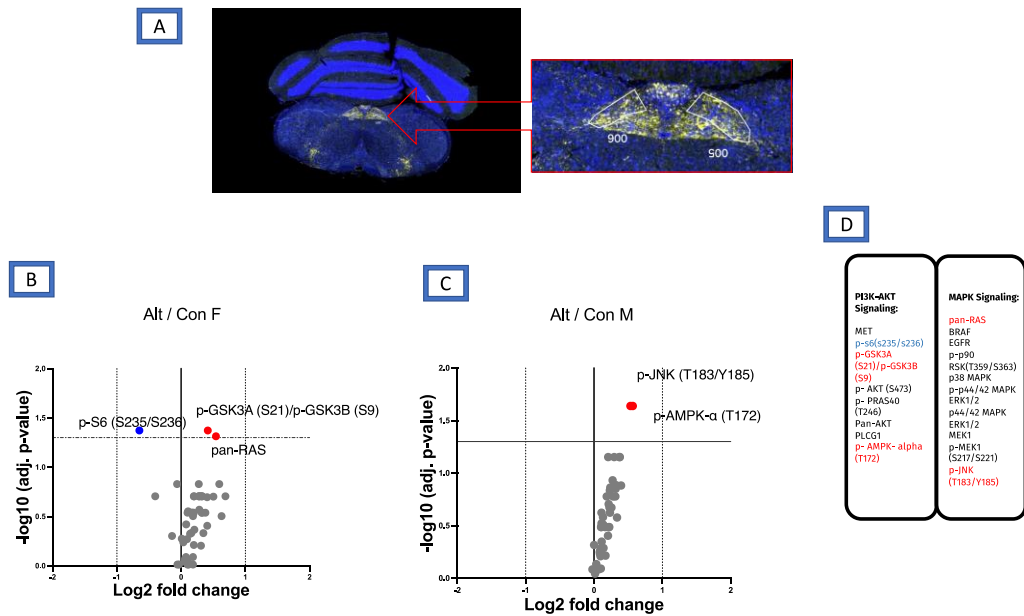 A
006
005
B
Alt / Con F
2.0
1.5
1.0
0.5
0.0
-log10 (adj. p-value)
p-S6 (S235/S236)
p-GSK3A (S21)/p-GSK3B (S9)
pan-RAS
-2
-1
0
1
2
Log2 fold change
C
Alt / Con M
2.0
1.5
1.0
0.5
0.0
-log10 (adj. p-value)
p-JNK (T183/Y185)
p-AMPK-α (T172)
-2
-1
0
1
2
Log2 fold change
D
PI3K-AKT
Signaling:
MET
p-s6(s235/s236)
p-GSK3A
(S21)/p-GSK3B
(S9)
p- AKT (S473)
p- PRAS40
(T246)
Pan-AKT
PLCG1
p- AMPK- alpha
(T172)
MAPK Signaling:
pan-RAS
BRAF
EGFR
p-p90
RSK(T359/S363)
p38 MAPK
p-p44/42 MAPK
ERK1/2
p44/42 MAPK
ERK1/2
MEK1
p-MEK1
(S217/S221)
p-JNK
(T183/Y185)